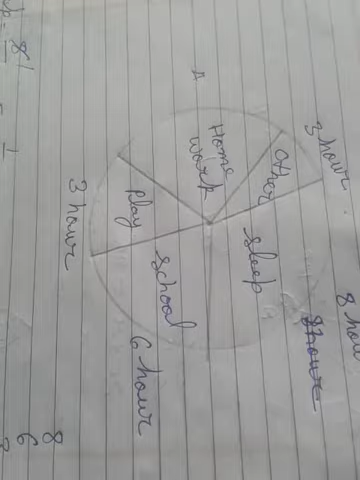 A
3 hour
Home
work
other
Play
sleep
8 hour
3 hour
school
6 hour
8
6